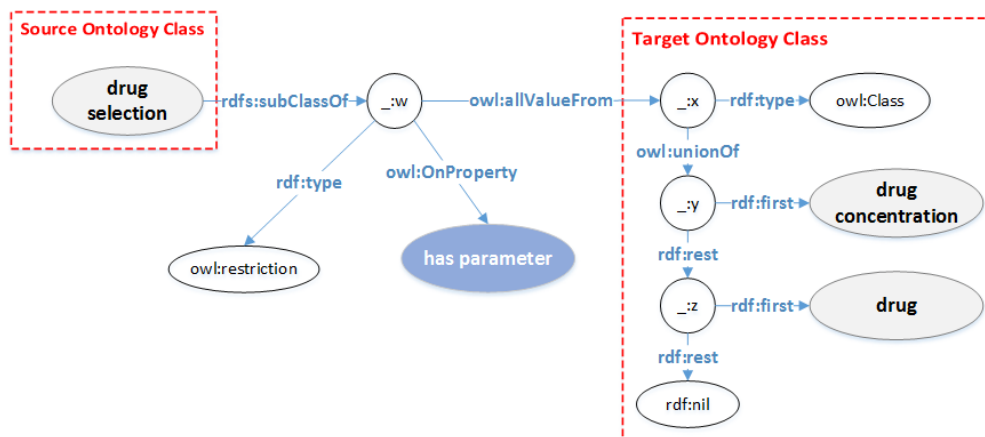 Source Ontology Class
drug
selection
rdfs:subClassOf
_:w
owl:allValueFrom
rdf:type
owl:OnProperty
owl:restriction
has parameter
Target Ontology Class
_:x
rdf:type
owl:Class
owl:unionOf
_:y
rdf:first
drug
concentration
rdf:rest
_:z
rdf:first
drug
rdf:rest
rdf:nil